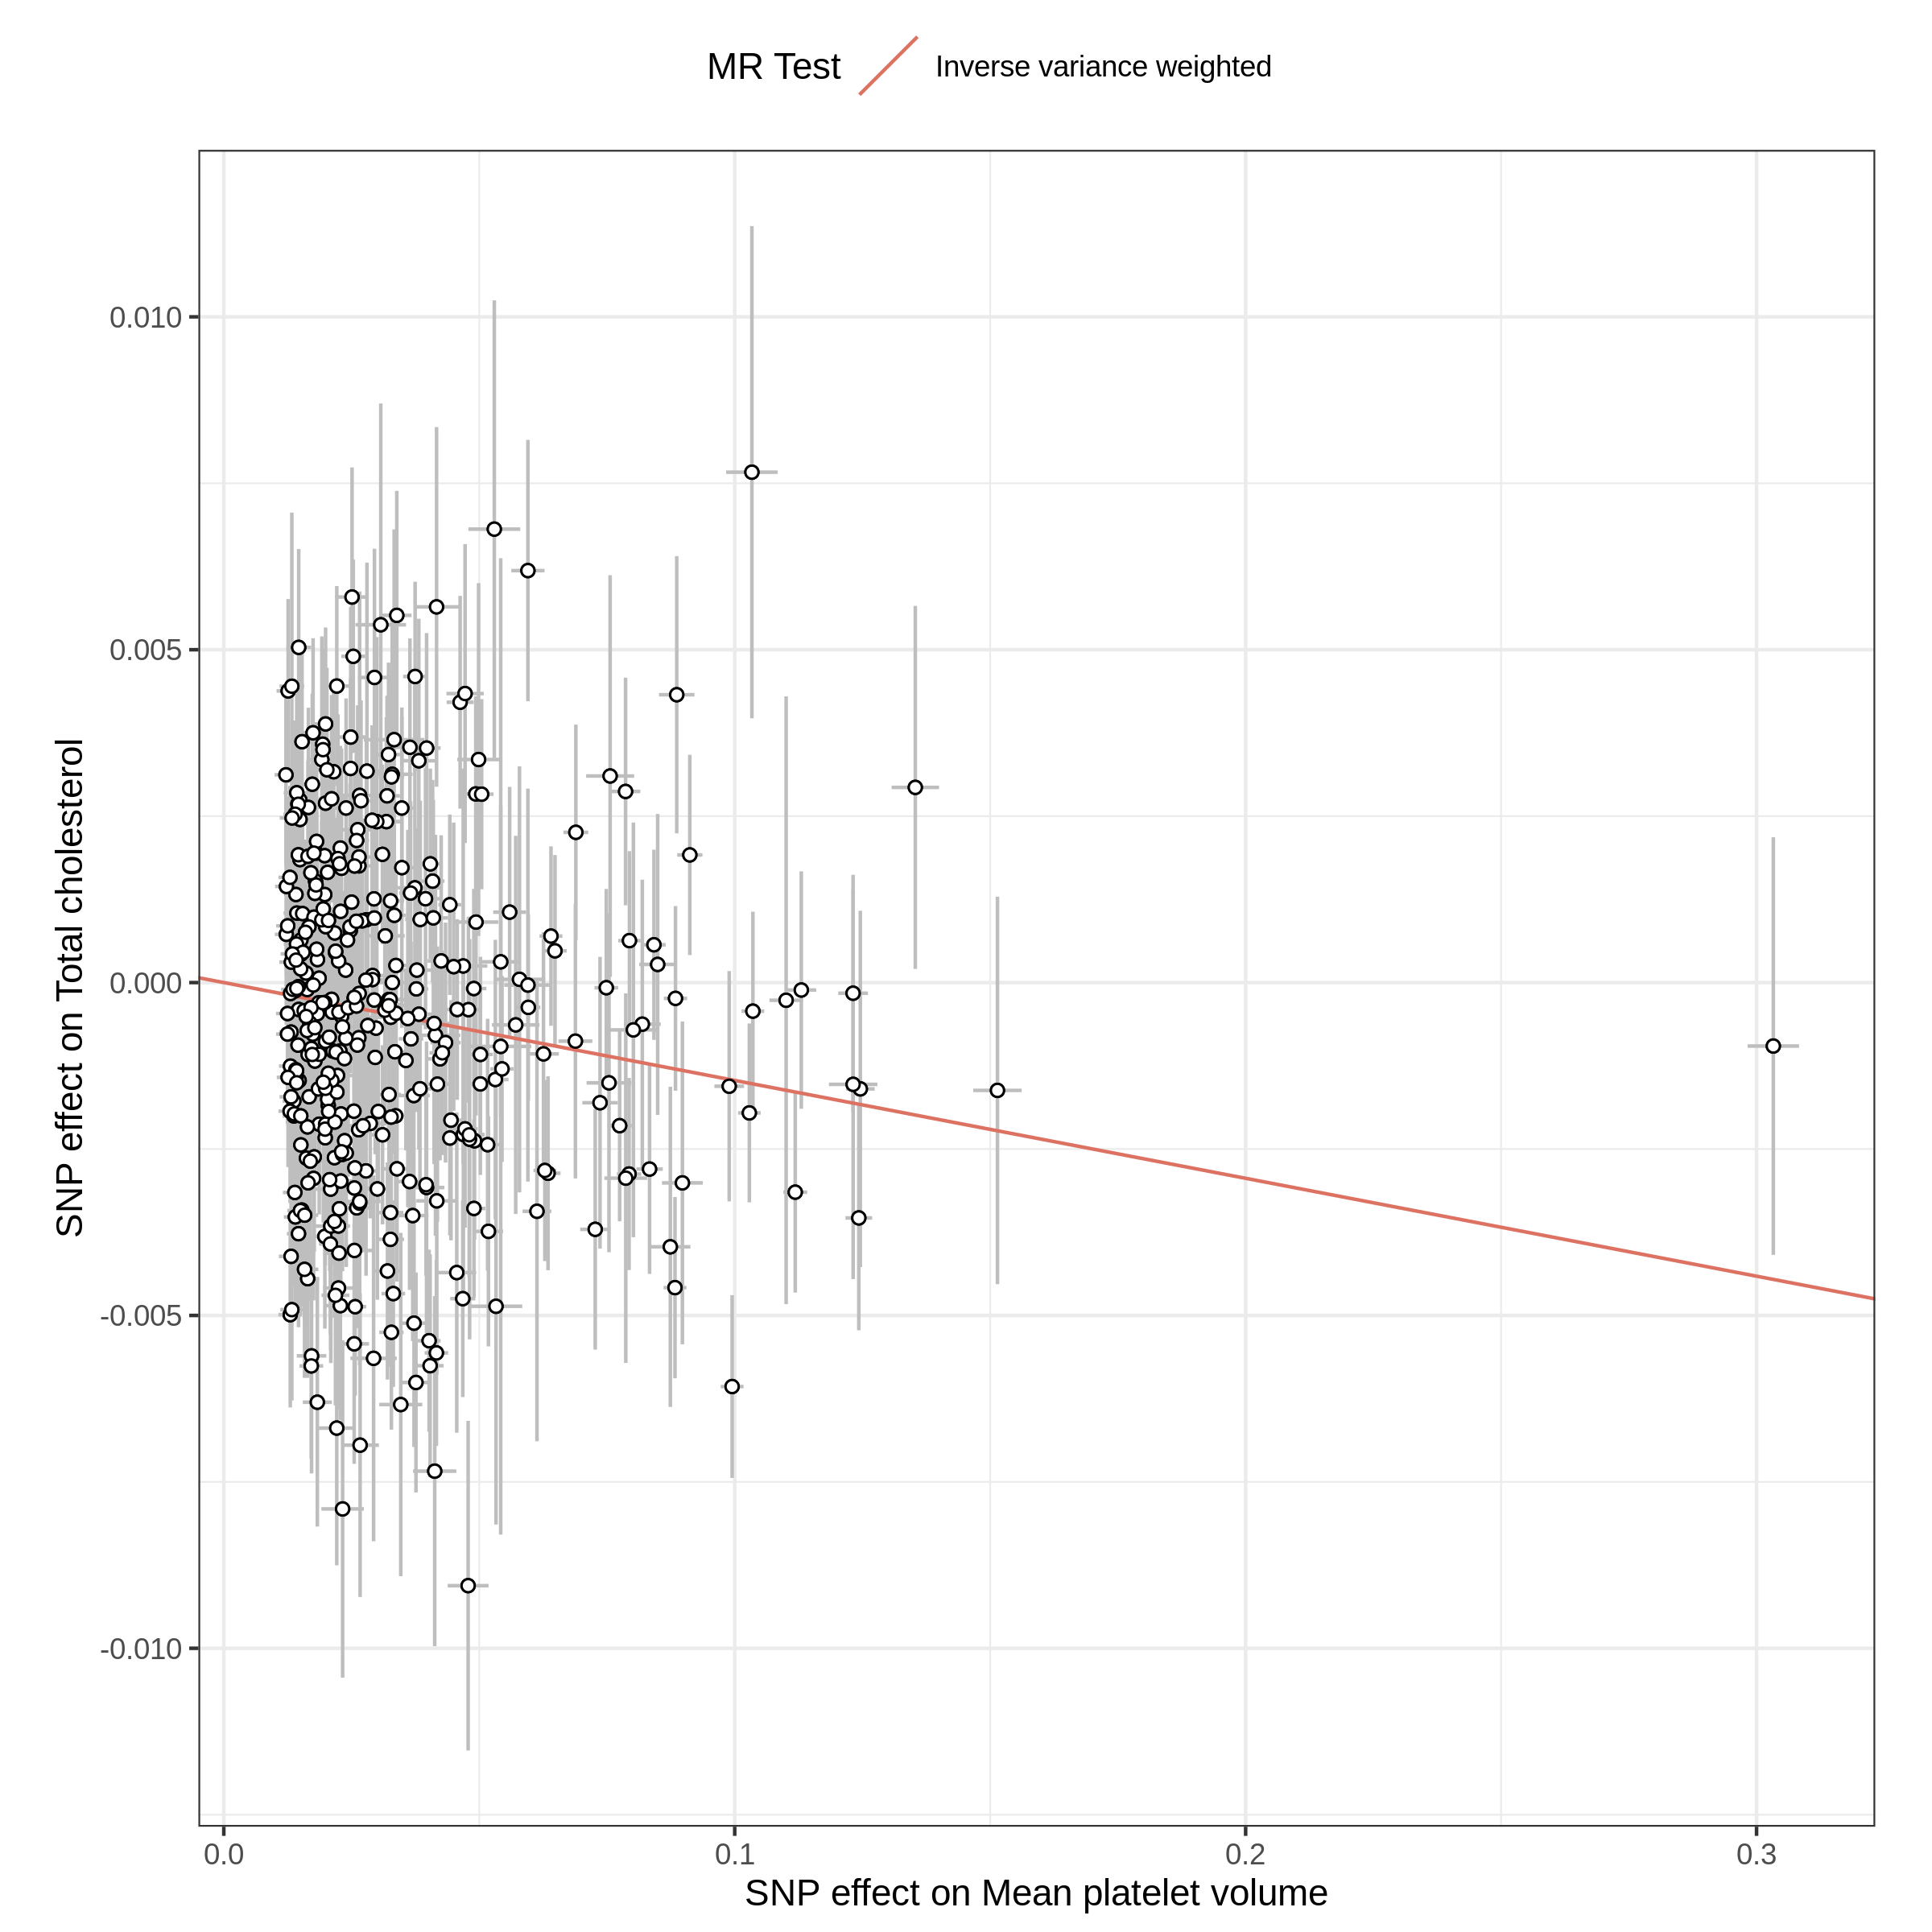 MR Test Inverse variance weighted
SNP effect on Total cholesterol
0.010
0.005
0.000
-0.005
-0.010
0.0 0.1 0.2 0.3
SNP effect on Mean platelet volume